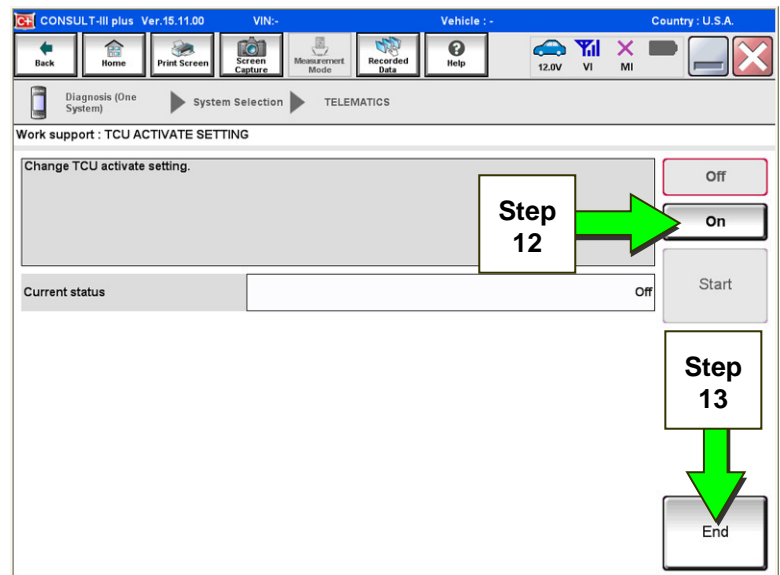 C+ CONSULT-III plus Ver.15.11.00 VIN:- Vehicle : - Country : U.S.A.
Back
Home
Print Screen
Screen
Capture
Measurement
Mode
Recorded
Data
Help
12.0V
VI
MI
Diagnosis (One
System)
System Selection
TELEMATICS
Work support : TCU ACTIVATE SETTING
Change TCU activate setting.
Off
Step
12
On
Current status
Off
Start
Step
13
End